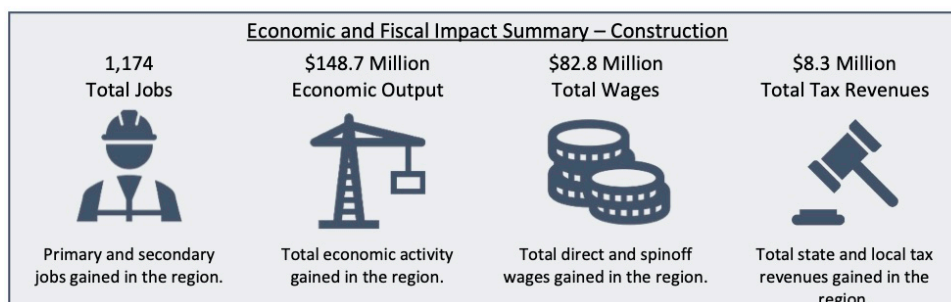 Economic and Fiscal Impact Summary – Construction
1,174
Total Jobs
$148.7 Million
Economic Output
$82.8 Million
Total Wages
$8.3 Million
Total Tax Revenues
Primary and secondary
jobs gained in the region.
Total economic activity
gained in the region.
Total direct and spinoff
wages gained in the region.
Total state and local tax
revenues gained in the
region